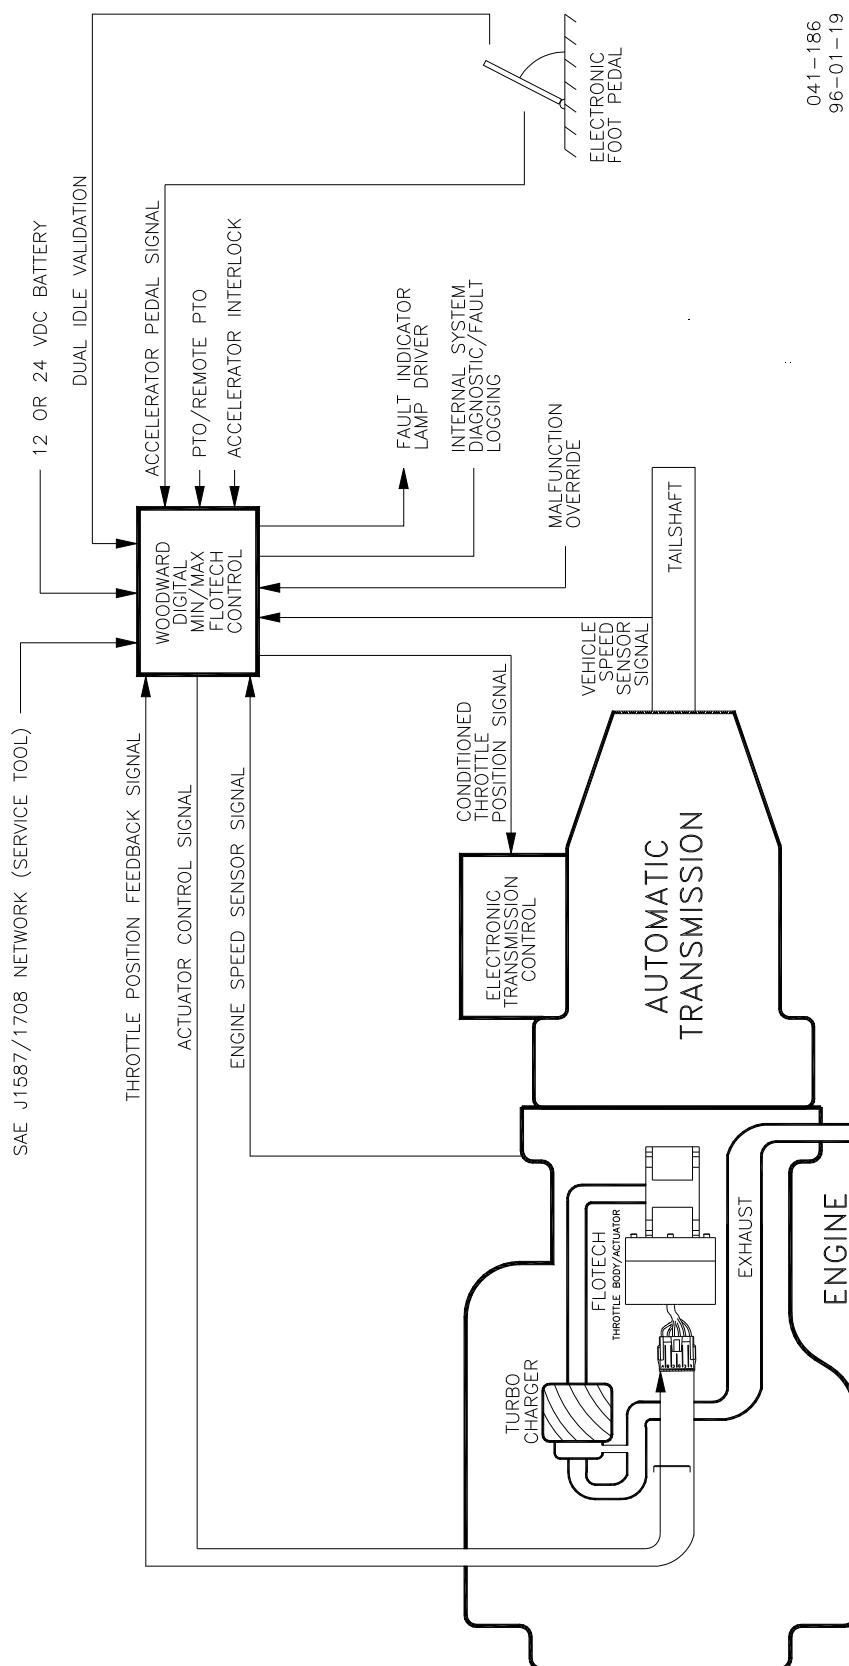 SAE J1587/1708 NETWORK (SERVICE TOOL)
12 OR 24 VDC BATTERY
DUAL IDLE VALIDATION
ACCELERATOR PEDAL SIGNAL
PTO/REMOTE PTO
ACCELERATOR INTERLOCK
WOODWARD
DIGITAL
MIN/MAX
FLOTECH
CONTROL
THROTTLE POSITION FEEDBACK SIGNAL
ACTUATOR CONTROL SIGNAL
ENGINE SPEED SENSOR SIGNAL
FAULT INDICATOR
LAMP DRIVER
INTERNAL SYSTEM
DIAGNOSTIC/FAULT
LOGGING
MALFUNCTION
OVERRIDE
ELECTRONIC
FOOT PEDAL
CONDITIONED
THROTTLE
POSITION SIGNAL
VEHICLE
SPEED
SENSOR
SIGNAL
TAILSHAFT
ELECTRONIC
TRANSMISSION
CONTROL
AUTOMATIC
TRANSMISSION
TURBO
CHARGER
FLOTECH
THROTTLE BODY/ACTUATOR
EXHAUST
ENGINE
041-186
96-01-19